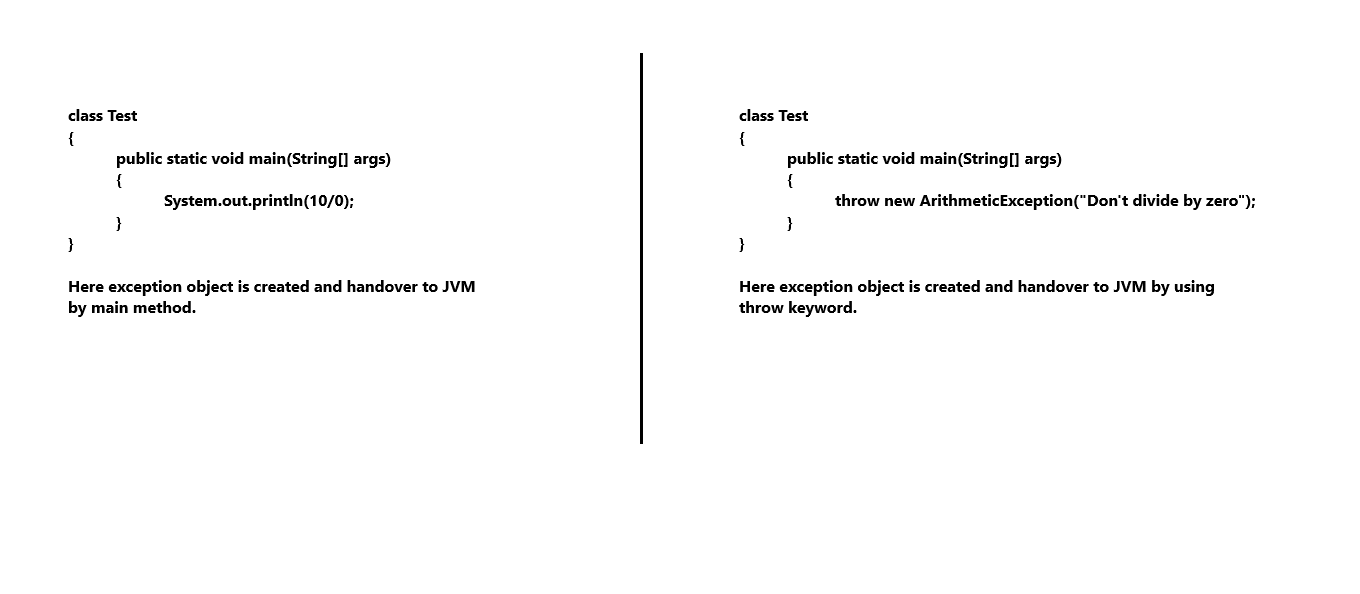 class Test
{
public static void main(String[] args)
{
System.out.println(10/0);
}
}
Here exception object is created and handover to JVM
by main method.
class Test
{
public static void main(String[] args)
{
throw new ArithmeticException("Don't divide by zero");
}
}
Here exception object is created and handover to JVM by using
throw keyword.